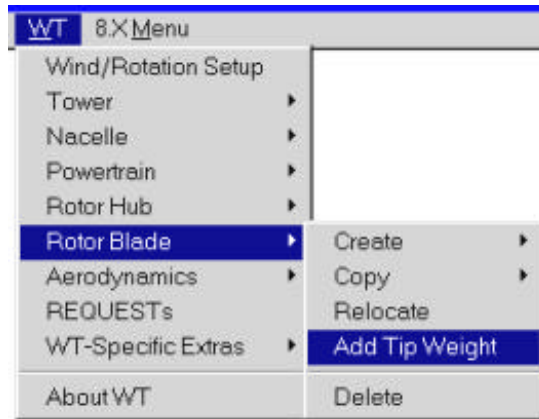 WT 8.X Menu
Wind/Rotation Setup
Tower
Nacelle
Powertrain
Rotor Hub
Rotor Blade
Aerodynamics
REQUESTs
WT-Specific Extras
About WT
Create
Copy
Relocate
Add Tip Weight
Delete